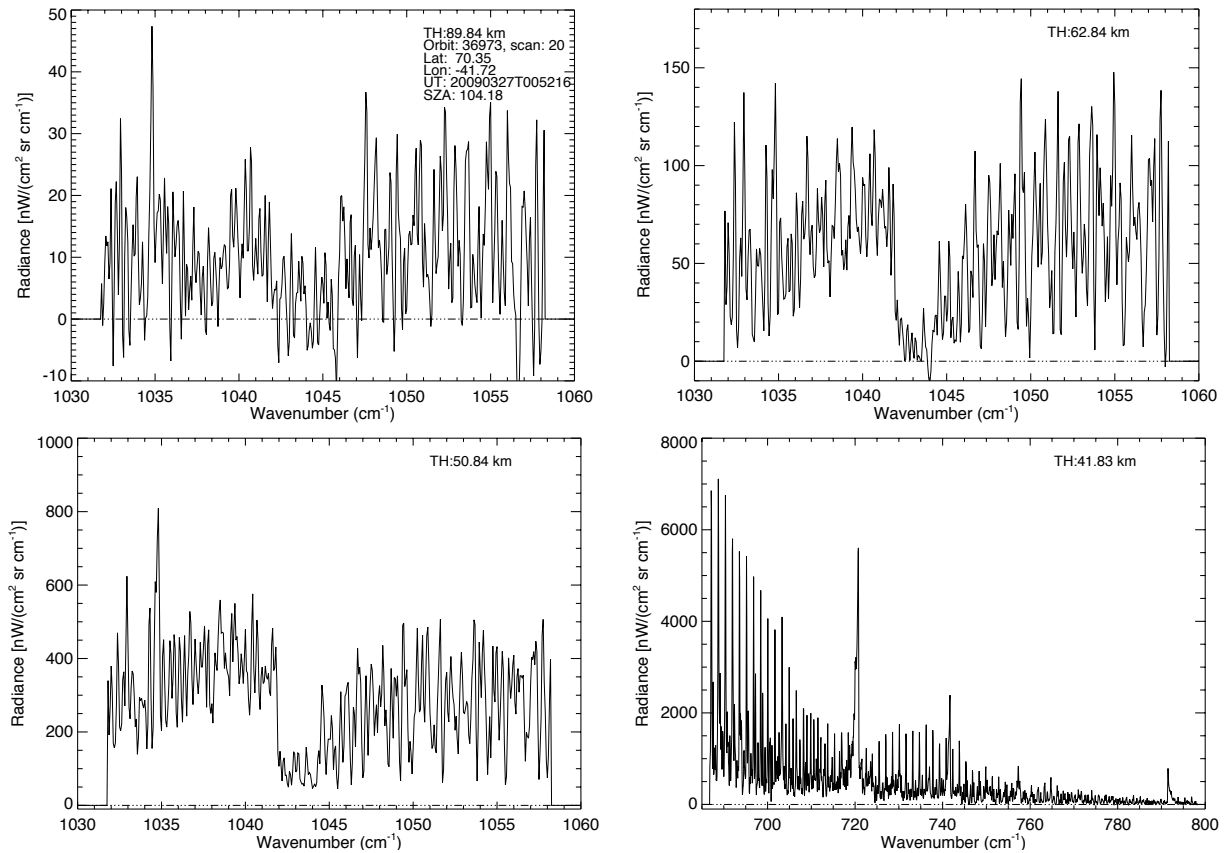 TH:89.84 km
Orbit: 36973, scan: 20
Lat: 70.35
Lon: -41.72
UT: 20090327T005216
SZA: 104.18
50
40
30
20
10
0
-10
Radiance [nW/(cm² sr cm⁻¹)]
1030 1035 1040 1045 1050 1055 1060
Wavenumber (cm⁻¹)
TH:62.84 km
150
100
50
0
Radiance [nW/(cm² sr cm⁻¹)]
1030 1035 1040 1045 1050 1055 1060
Wavenumber (cm⁻¹)
TH:50.84 km
1000
800
600
400
200
0
Radiance [nW/(cm² sr cm⁻¹)]
1030 1035 1040 1045 1050 1055 1060
Wavenumber (cm⁻¹)
TH:41.83 km
8000
6000
4000
2000
0
Radiance [nW/(cm² sr cm⁻¹)]
700 720 740 760 780 800
Wavenumber (cm⁻¹)